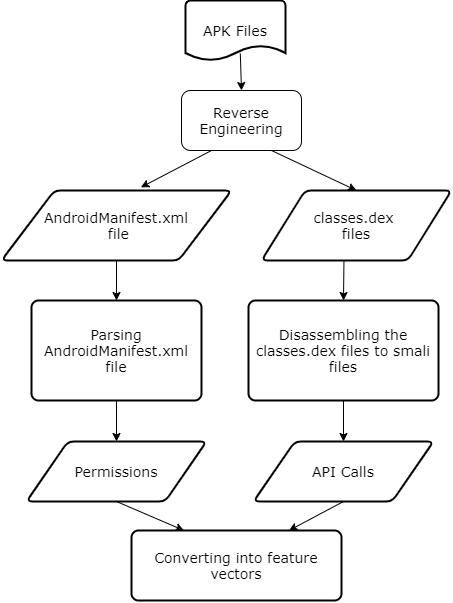 APK Files
Reverse
Engineering
AndroidManifest.xml
file
classes.dex
files
Parsing
AndroidManifest.xml
file
Disassembling the
classes.dex files to smali
files
Permissions
API Calls
Converting into feature
vectors